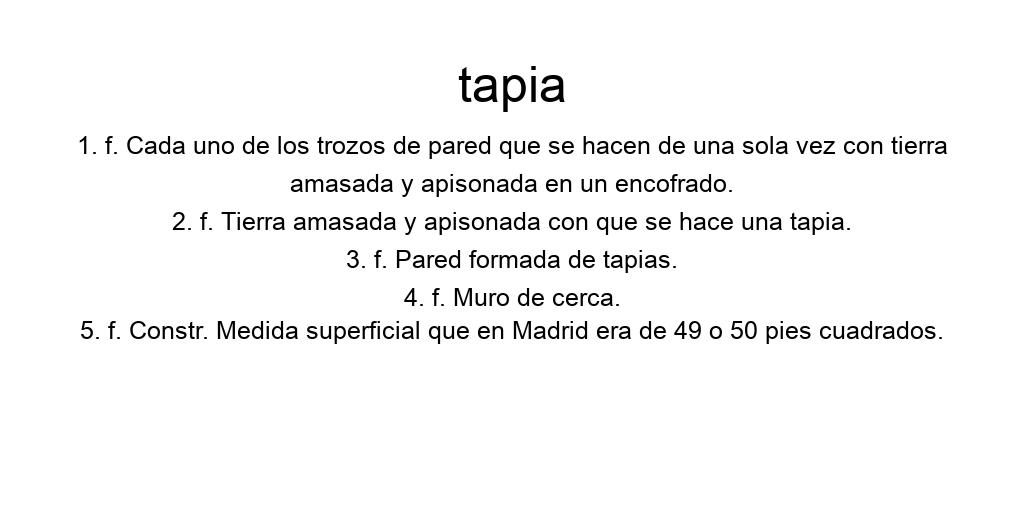 tapia
1. f. Cada uno de los trozos de pared que se hacen de una sola vez con tierra
amasada y apisonada en un encofrado.
2. f. Tierra amasada y apisonada con que se hace una tapia.
3. f. Pared formada de tapias.
4. f. Muro de cerca.
5. f. Constr. Medida superficial que en Madrid era de 49 o 50 pies cuadrados.